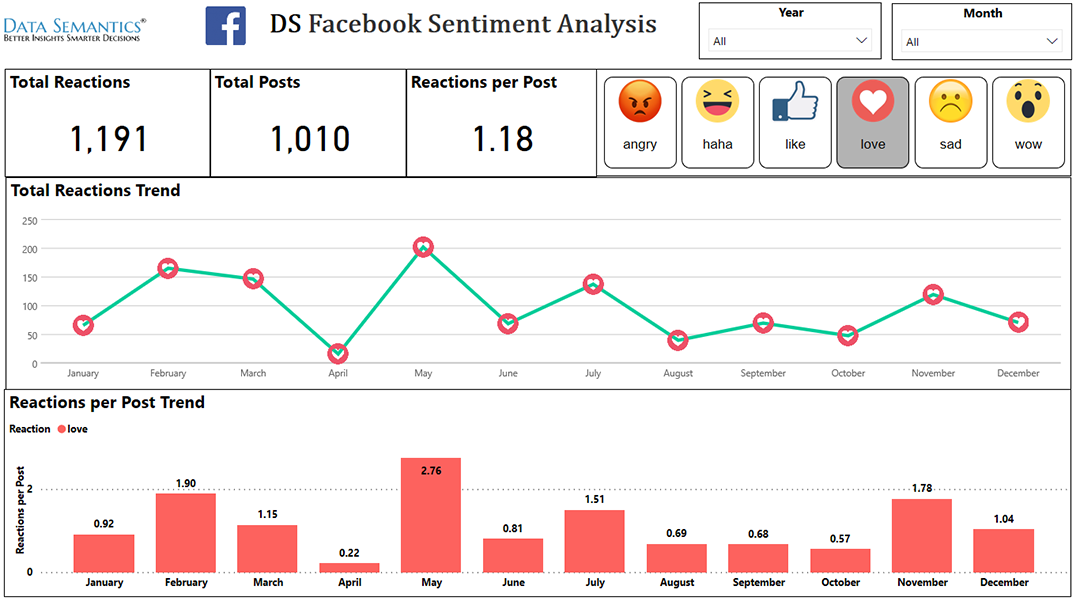 DATA SEMANTICS®
BETTER INSIGHTS SMARTER DECISIONS
f
DS Facebook Sentiment Analysis
Year
All
Month
All
Total Reactions
1,191
Total Posts
1,010
Reactions per Post
1.18
angry
haha
like
love
sad
wow
Total Reactions Trend
250
200
150
100
50
0
January February March April May June July August September October November December
Reactions per Post Trend
Reaction love
Reactions per Post
2
0
0.92 1.90 1.15 0.22 2.76 0.81 1.51 0.69 0.68 0.57 1.78 1.04
January February March April May June July August September October November December